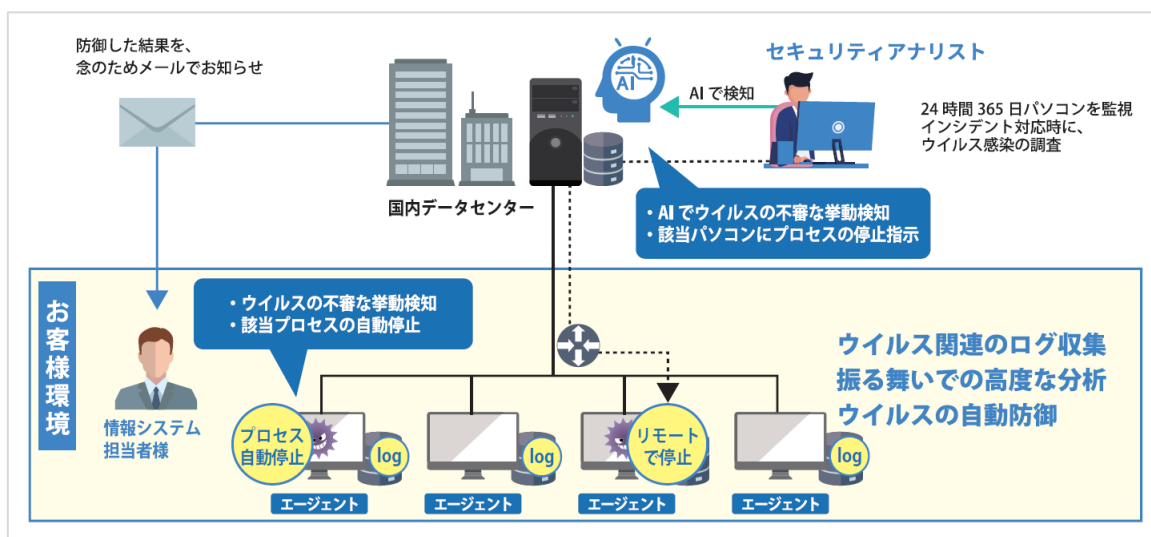 防御した結果を、
念のためメールでお知らせ
国内データセンター
AI
AIで検知
セキュリティアナリスト
24時間365日パソコンを監視
インシデント対応時に、
ウイルス感染の調査
・AIでウイルスの不審な挙動検知
・該当パソコンにプロセスの停止指示
お客様環境
・ウイルスの不審な挙動検知
・該当プロセスの自動停止
情報システム
担当者様
ウイルス関連のログ収集
振る舞いでの高度な分析
ウイルスの自動防御
プロセス
自動停止
log
エージェント
log
エージェント
リモート
で停止
エージェント
log
エージェント